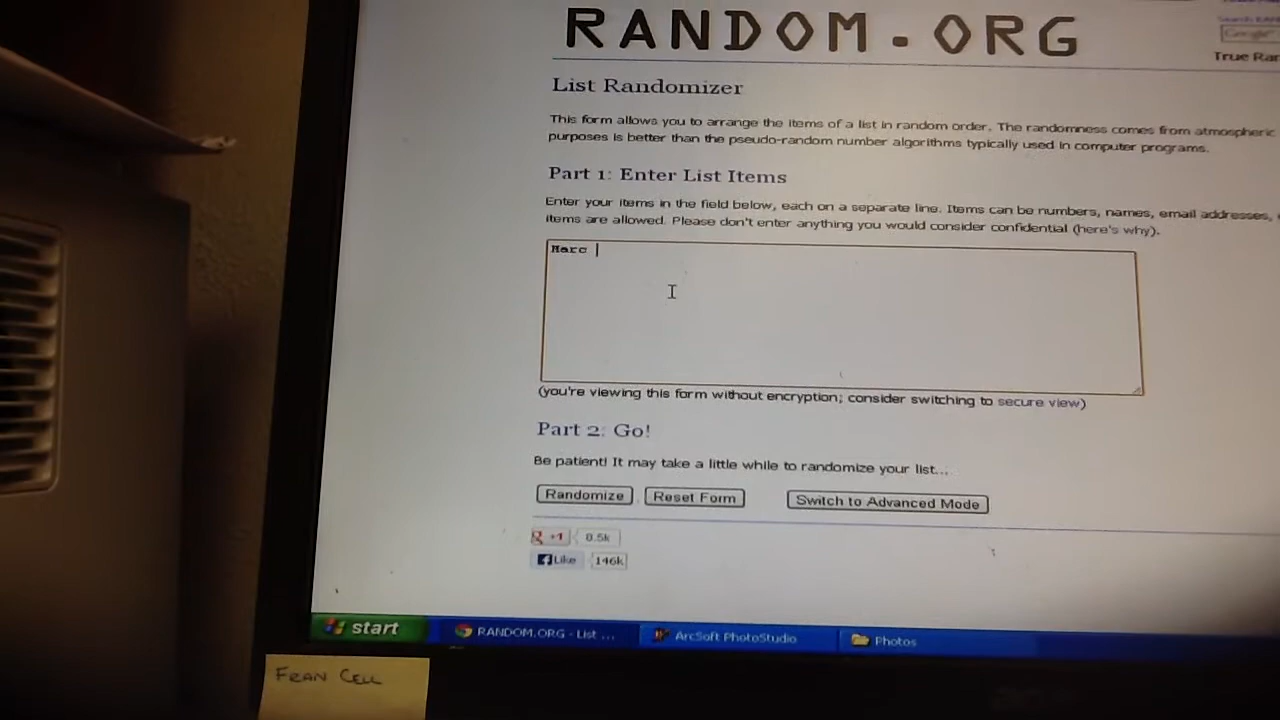 RANDOM.ORG
Google
True Ran
List Randomizer
This form allows you to arrange the items of a list in random order. The randomness comes from atmospheric
purposes is better than the pseudo-random number algorithms typically used in computer programs.
Part 1: Enter List Items
Enter your items in the field below, each on a separate line. Items can be numbers, names, email addresses,
items are allowed. Please don't enter anything you would consider confidential (here's why).
Marc
(you're viewing this form without encryption; consider switching to secure view)
Part 2: Go!
Be patient! It may take a little while to randomize your list...
Randomize Reset Form Switch to Advanced Mode
+1 8.5k
Like 146k
start RANDOM.ORG - List ... ArcSoft PhotoStudio Photos
FRAN CELL